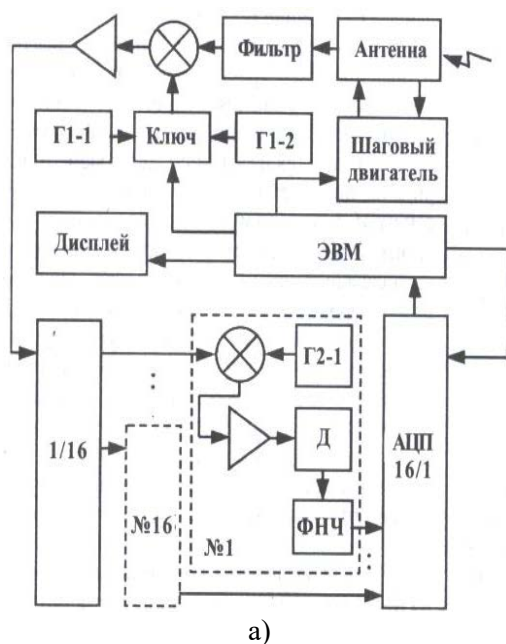 Фильтр
Антенна
Г1-1
Ключ
Г1-2
Шаговый
двигатель
Дисплей
ЭВМ
Г2-1
1/16
Д
АЦП
16/1
№16
№1
ФНЧ
а)